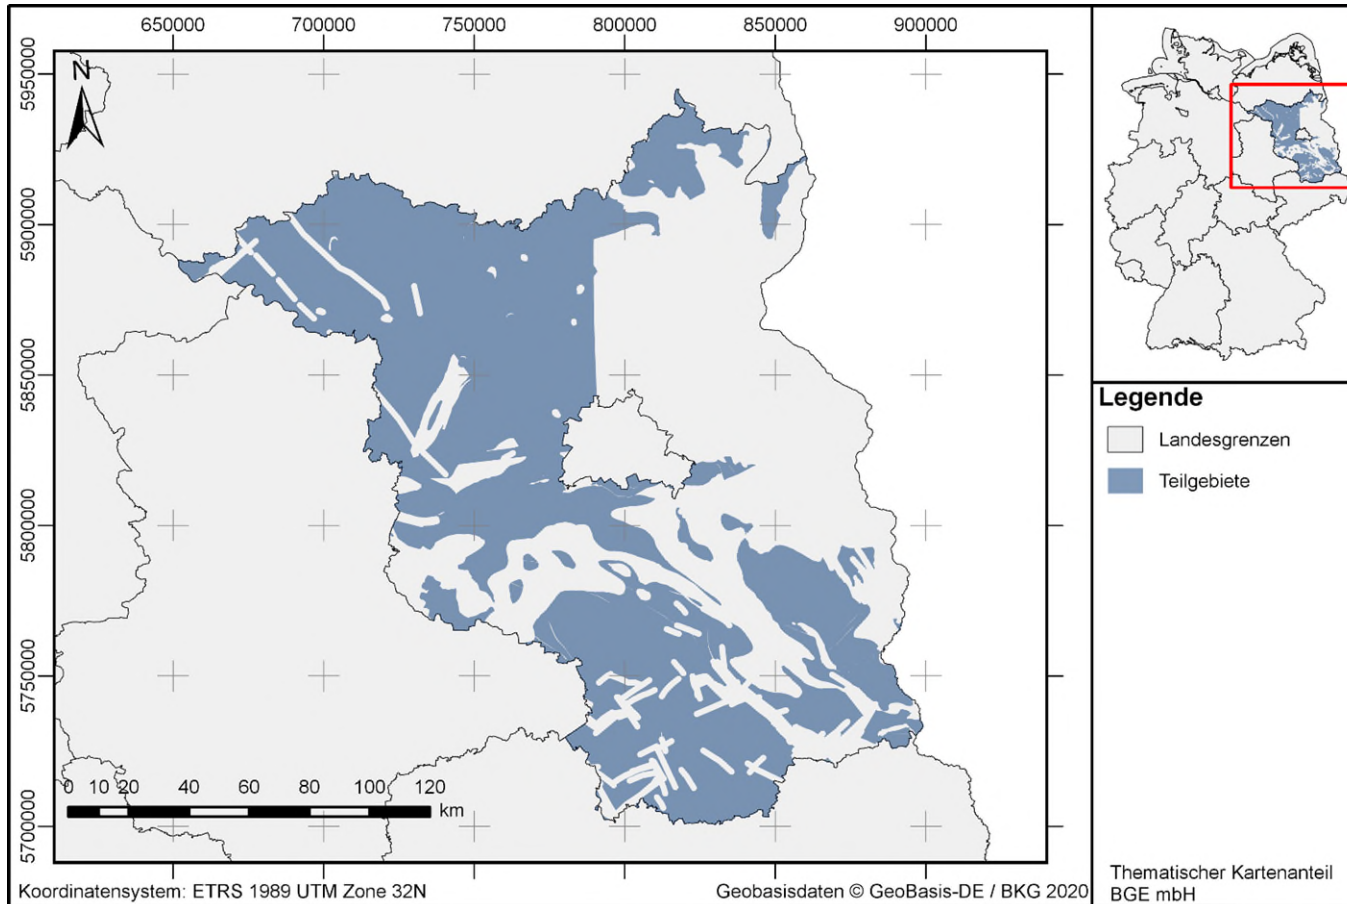 650000 700000 750000 800000 850000 900000
5950000
5900000
5850000
5800000
5750000
5700000
N
0 10 20 40 60 80 100 120
km
Koordinatensystem: ETRS 1989 UTM Zone 32N
Geobasisdaten © GeoBasis-DE / BKG 2020
Legende
Landesgrenzen
Teilgebiete
Thematischer Kartenanteil
BGE mbH